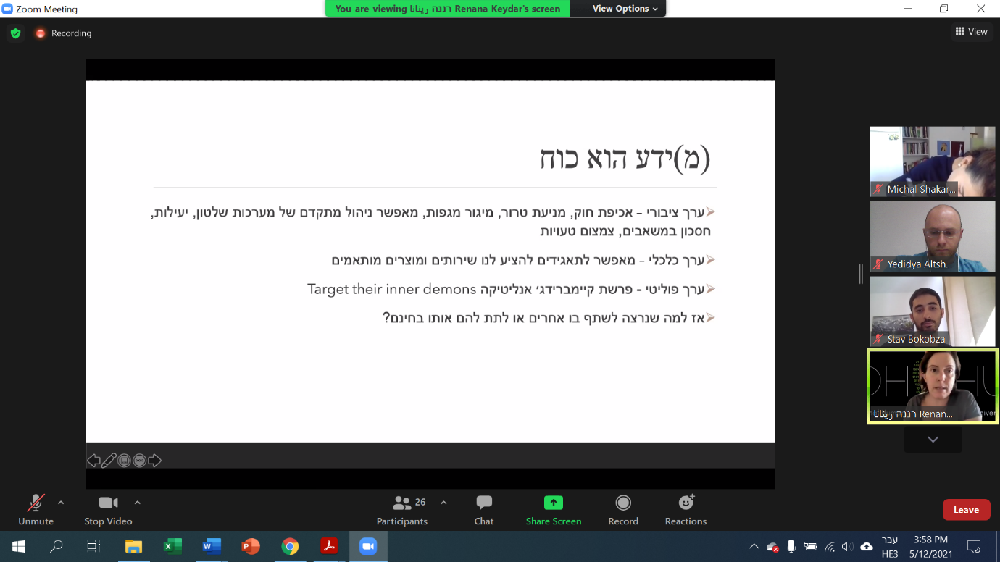 Zoom Meeting
You are viewing רננה רינאנا Renana Keydar's screen
View Options
Recording
View
(מ)ידע הוא כוח
ערך ציבורי – אכיפת חוק, מניעת טרור, מיגור מגפות, מאפשר ניהול מתקדם של מערכות שלטון, יעילות,
חסכון במשאבים, צמצום טעויות
ערך כלכלי – מאפשר לתאגידים להציע לנו שירותים ומוצרים מותאמים
ערך פוליטי - פרשת קיימברידג׳ אנליטיקה Target their inner demons
אז למה שנרצה לשתף בו אחרים או לתת להם אותו בחינם?
Michal Shakar...
Yedidya Altsh...
Stav Bokobza
רננה Renan...
Unmute
Stop Video
26
Participants
Chat
Share Screen
Record
Reactions
Leave
עבר
HE3
3:58 PM
5/12/2021